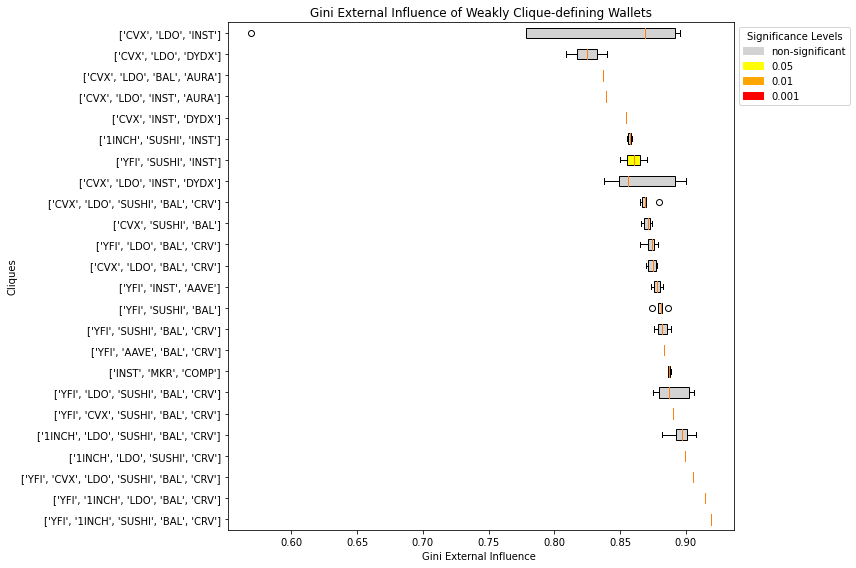 Gini External Influence of Weakly Clique-defining Wallets
['CVX', 'LDO', 'INST']
['CVX', 'LDO', 'DYDX']
['CVX', 'LDO', 'BAL', 'AURA']
['CVX', 'LDO', 'INST', 'AURA']
['CVX', 'INST', 'DYDX']
['1INCH', 'SUSHI', 'INST']
['YFI', 'SUSHI', 'INST']
['CVX', 'LDO', 'INST', 'DYDX']
['CVX', 'LDO', 'SUSHI', 'BAL', 'CRV']
['CVX', 'SUSHI', 'BAL']
['YFI', 'LDO', 'BAL', 'CRV']
['CVX', 'LDO', 'BAL', 'CRV']
['YFI', 'INST', 'AAVE']
['YFI', 'SUSHI', 'BAL']
['YFI', 'SUSHI', 'BAL', 'CRV']
['YFI', 'AAVE', 'BAL', 'CRV']
['INST', 'MKR', 'COMP']
['YFI', 'LDO', 'SUSHI', 'BAL', 'CRV']
['YFI', 'CVX', 'SUSHI', 'BAL', 'CRV']
['1INCH', 'LDO', 'SUSHI', 'BAL', 'CRV']
['1INCH', 'LDO', 'SUSHI', 'CRV']
['YFI', 'CVX', 'LDO', 'SUSHI', 'BAL', 'CRV']
['YFI', '1INCH', 'LDO', 'BAL', 'CRV']
['YFI', '1INCH', 'SUSHI', 'BAL', 'CRV']
Cliques
0.60 0.65 0.70 0.75 0.80 0.85 0.90
Gini External Influence
Significance Levels
non-significant
0.05
0.01
0.001